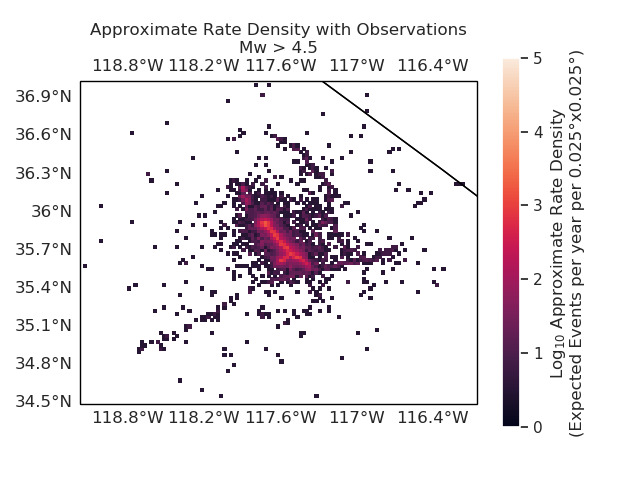 Approximate Rate Density with Observations
Mw > 4.5
118.8°W 118.2°W 117.6°W 117°W 116.4°W
36.9°N
36.6°N
36.3°N
36°N
35.7°N
35.4°N
35.1°N
34.8°N
34.5°N
118.8°W 118.2°W 117.6°W 117°W 116.4°W
5
4
3
2
1
0
Log₁₀ Approximate Rate Density
(Expected Events per year per 0.025°x0.025°)